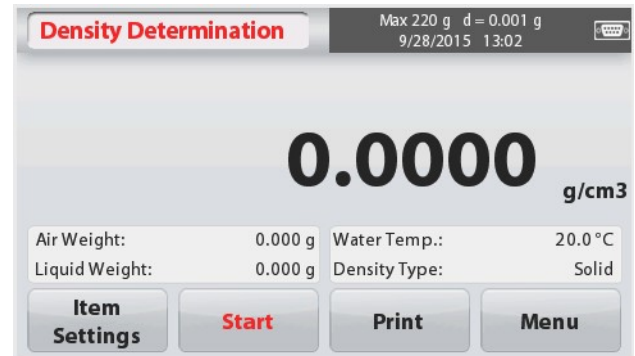 Density Determination
Max 220 g d = 0.001 g
9/28/2015 13:02
0.0000
g/cm3
Air Weight: 0.000 g
Liquid Weight: 0.000 g
Water Temp.: 20.0 °C
Density Type: Solid
Item
Settings
Start
Print
Menu